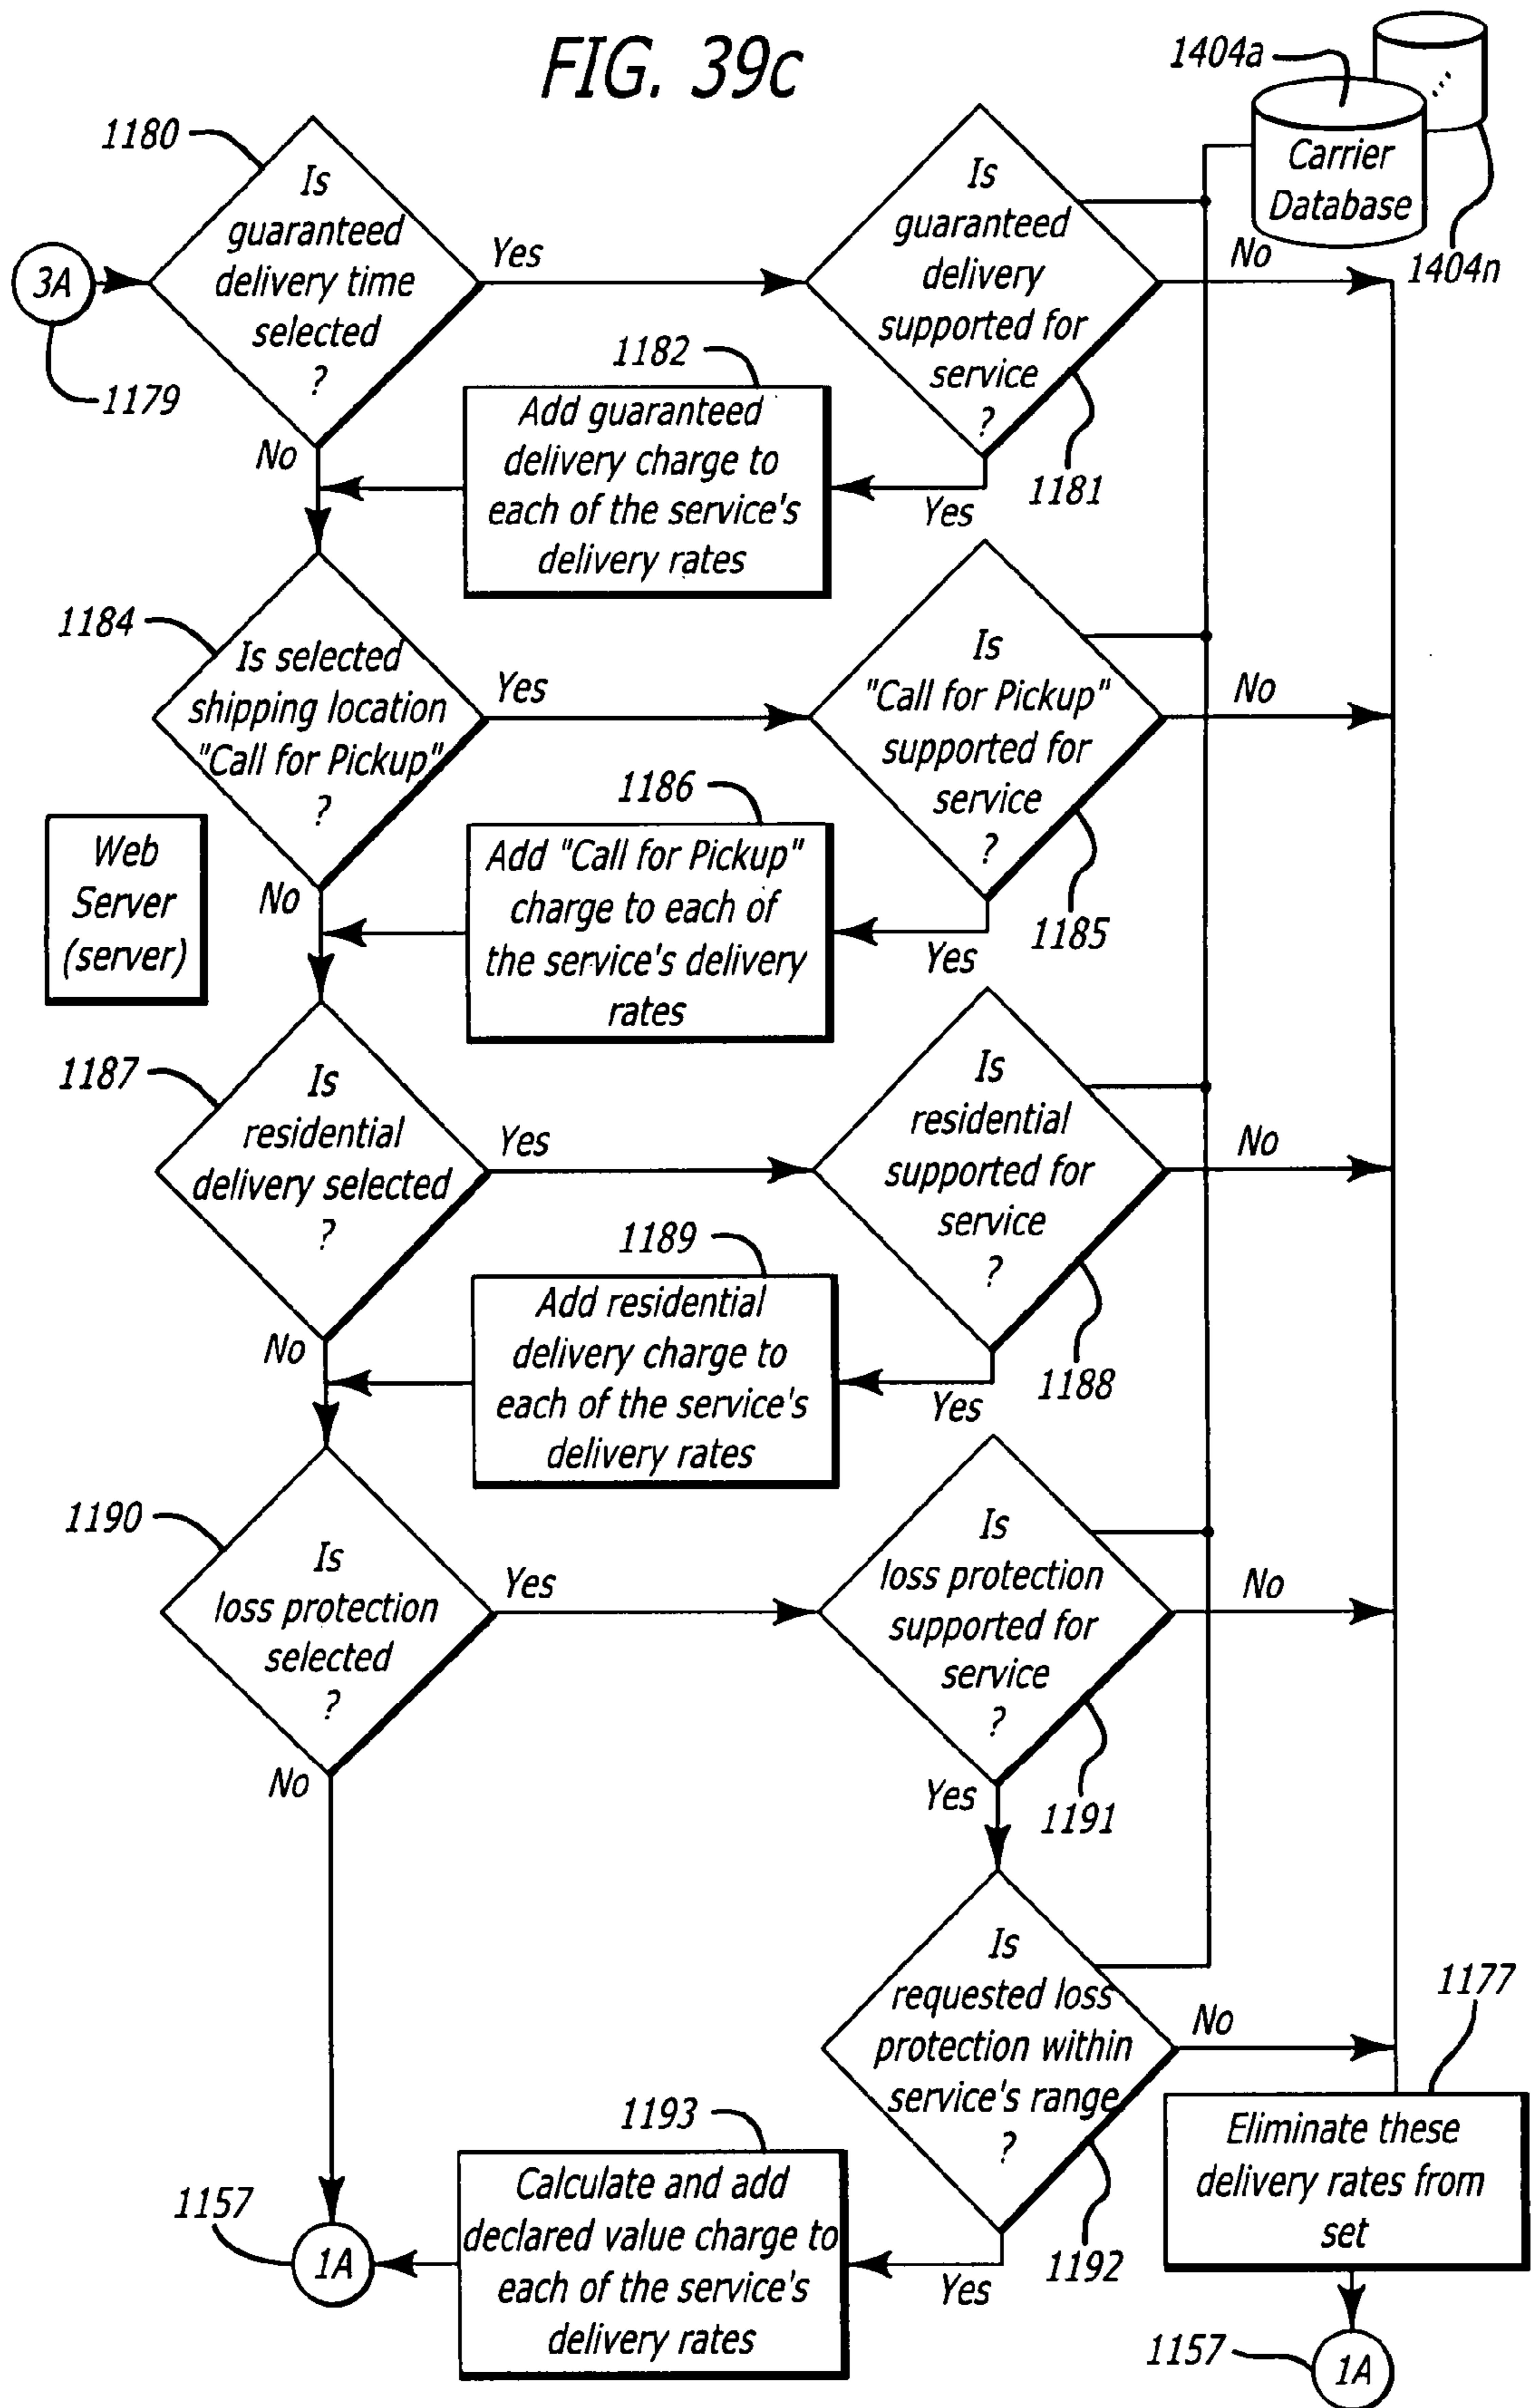 FIG. 39c
1404a
Carrier
Database
1404n
1180
Is
guaranteed
delivery time
selected
?
3A
1179
Yes
No
Is
guaranteed
delivery
supported for
service
?
1181
No
Yes
1182
Add guaranteed
delivery charge to
each of the service's
delivery rates
1184
Is selected
shipping location
"Call for Pickup"
?
Yes
No
Is
"Call for Pickup"
supported for
service
?
1185
No
Yes
1186
Add "Call for Pickup"
charge to each of
the service's delivery
rates
Web
Server
(server)
1187
Is
residential
delivery selected
?
Yes
No
Is
residential
supported for
service
?
1188
No
Yes
1189
Add residential
delivery charge to
each of the service's
delivery rates
1190
Is
loss protection
selected
?
Yes
No
Is
loss protection
supported for
service
?
1191
No
Yes
Is
requested loss
protection within
service's range
?
1192
No
Yes
1177
Eliminate these
delivery rates from
set
1193
Calculate and add
declared value charge to
each of the service's
delivery rates
1157
1A
1157
1A